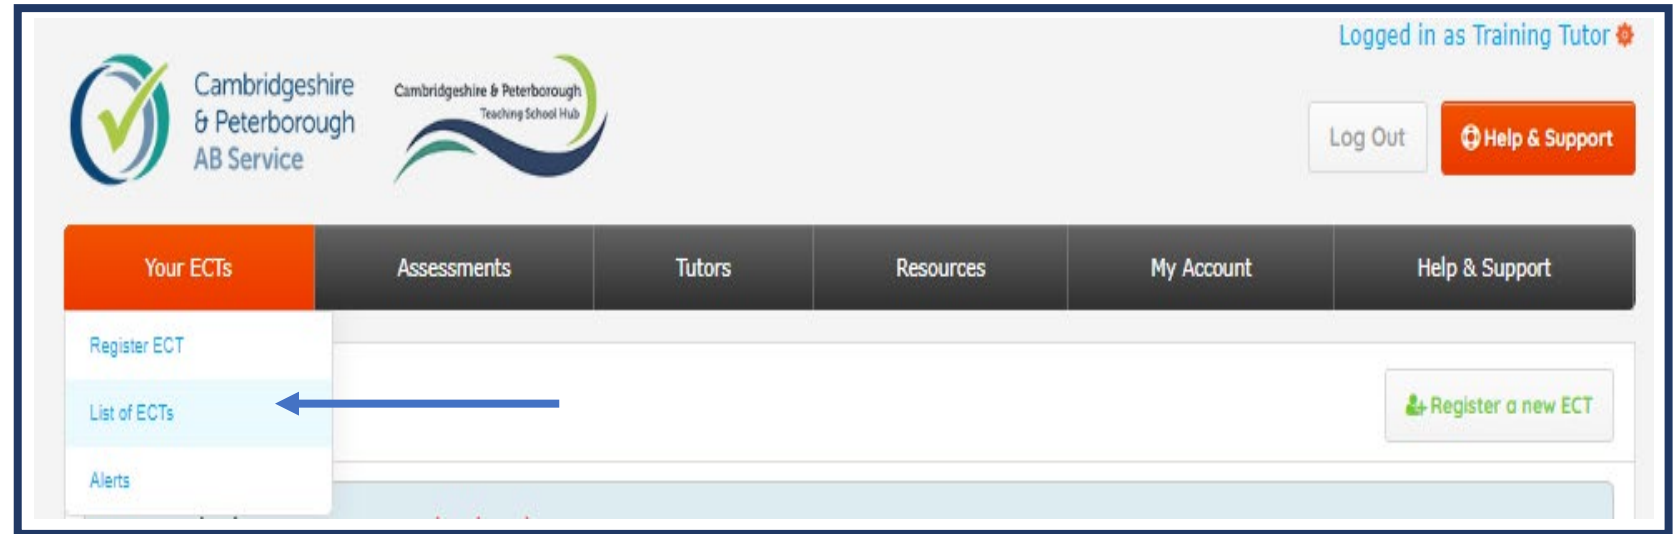 Logged in as Training Tutor
Cambridgeshire
& Peterborough
AB Service
Cambridgeshire & Peterborough
Teaching School Hub
Log Out
Help & Support
Your ECTs
Assessments
Tutors
Resources
My Account
Help & Support
Register ECT
List of ECTs
Alerts
Register a new ECT